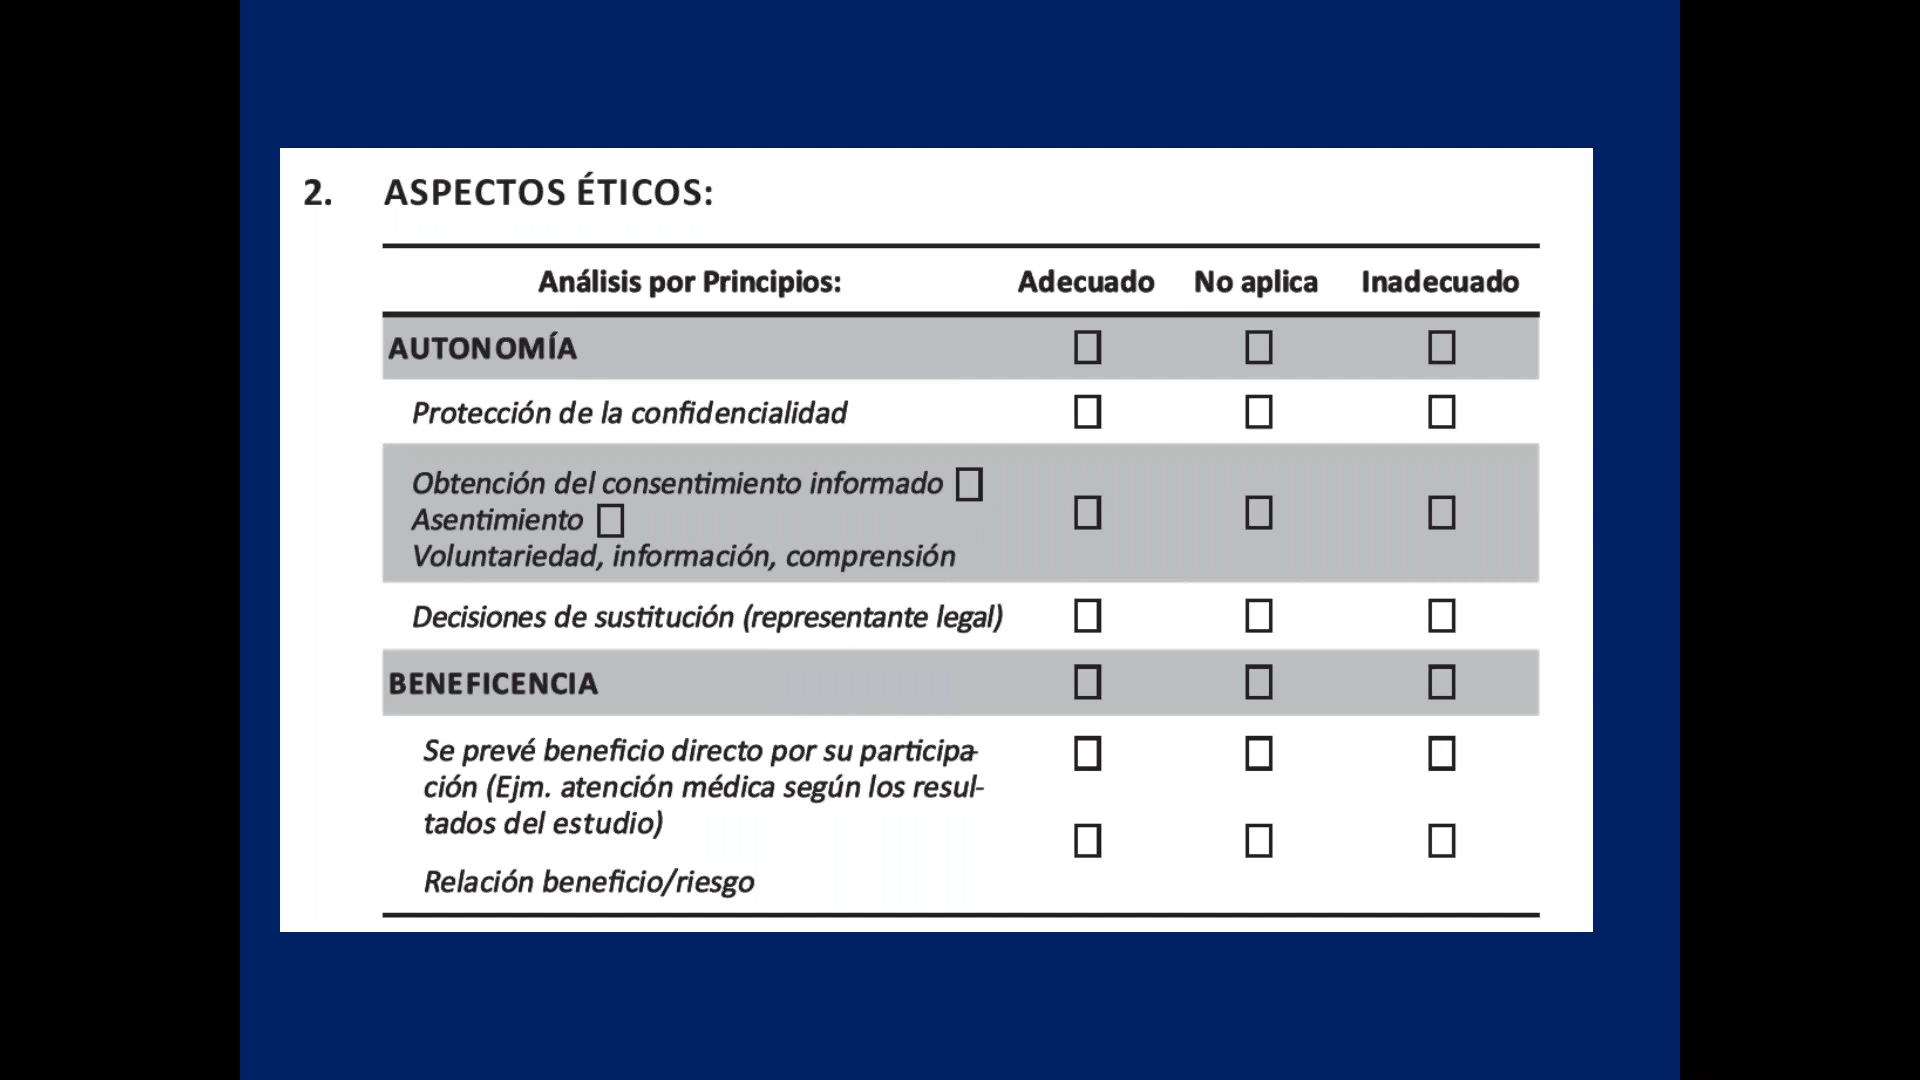 2. ASPECTOS ÉTICOS:
Análisis por Principios: Adecuado No aplica Inadecuado
AUTONOMÍA
Protección de la confidencialidad
Obtención del consentimiento informado
Asentimiento
Voluntariedad, información, comprensión
Decisiones de sustitución (representante legal)
BENEFICENCIA
Se prevé beneficio directo por su participa-
ción (Ejm. atención médica según los resul-
tados del estudio)
Relación beneficio/riesgo